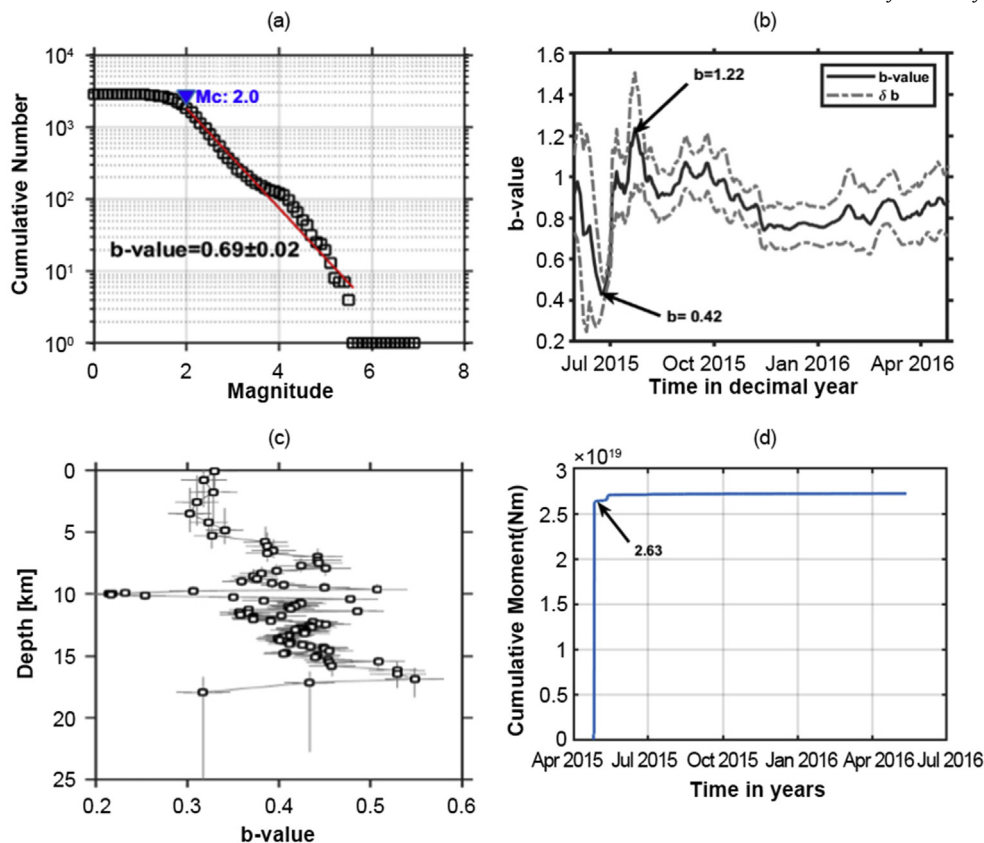 (a)
10⁴
10³
10²
10¹
10⁰
Cumulative Number
Mc: 2.0
b-value=0.69±0.02
0 2 4 6 8
Magnitude
(b)
1.6
1.4
1.2
1
0.8
0.6
0.4
0.2
b-value
b=1.22
b-value
δ b
b= 0.42
Jul 2015 Oct 2015 Jan 2016 Apr 2016
Time in decimal year
(c)
0
5
10
15
20
25
Depth [km]
0.2 0.3 0.4 0.5 0.6
b-value
(d)
×10¹⁹
3
2.5
2
1.5
1
0.5
0
Cumulative Moment(Nm)
2.63
Apr 2015 Jul 2015 Oct 2015 Jan 2016 Apr 2016 Jul 2016
Time in years